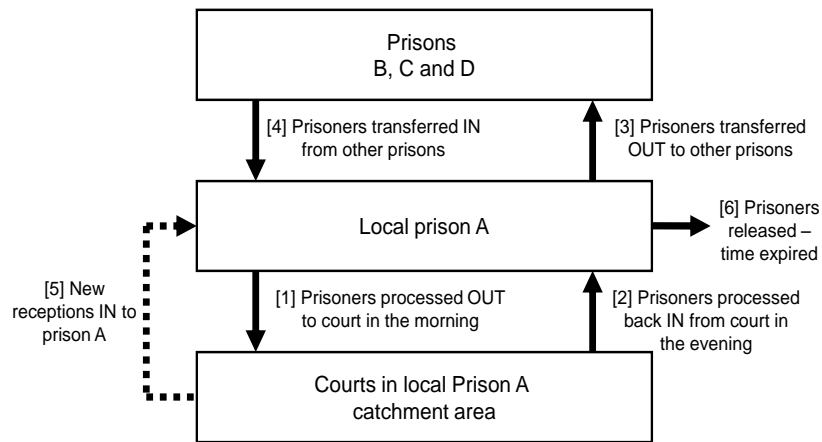 Prisons
B, C and D
[4] Prisoners transferred IN
from other prisons
[3] Prisoners transferred
OUT to other prisons
Local prison A
[6] Prisoners
released –
time expired
[5] New
receptions IN to
prison A
[1] Prisoners processed OUT
to court in the morning
[2] Prisoners processed
back IN from court in
the evening
Courts in local Prison A
catchment area